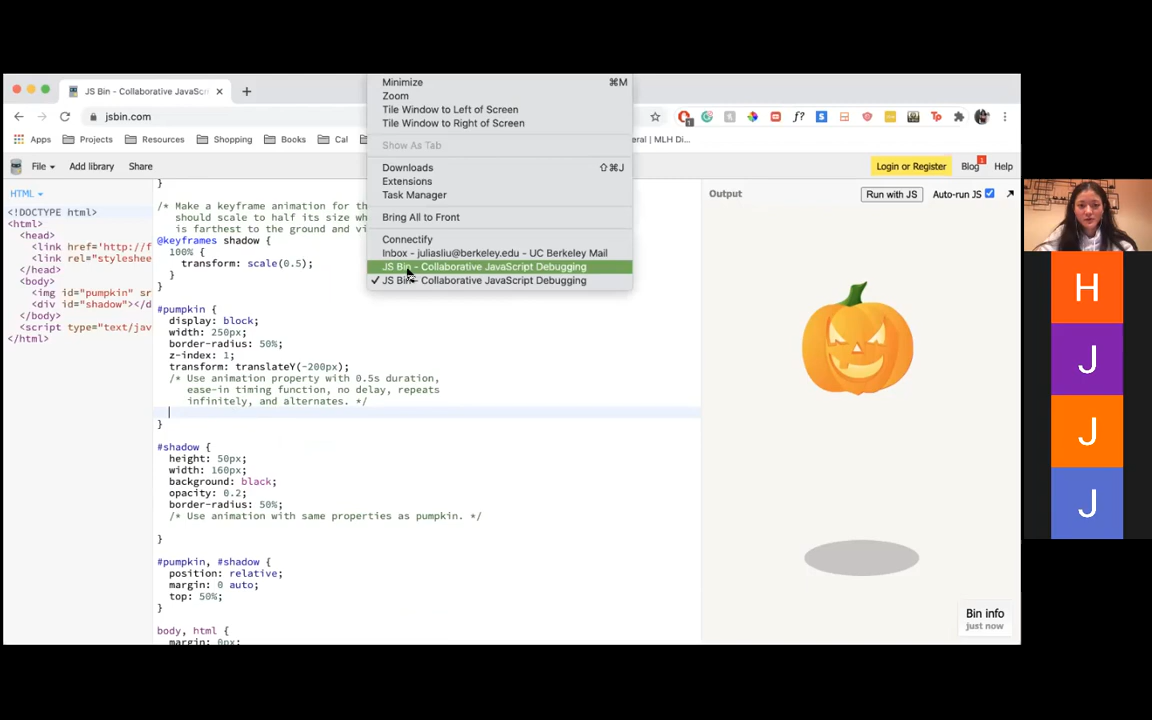 JS Bin - Collaborative JavaScr
jsbin.com
Apps
Projects
Resources
Shopping
Books
Cal
eral | MLH Di...
Minimize ⌘M
Zoom
Tile Window to Left of Screen
Tile Window to Right of Screen
Show As Tab
Downloads ⇧⌘J
Extensions
Task Manager
Bring All to Front
Connectify
Inbox - juliasliu@berkeley.edu - UC Berkeley Mail
JS Bin - Collaborative JavaScript Debugging
✓ JS Bin - Collaborative JavaScript Debugging
File
Add library
Share
Login or Register
Blog
1
Help
HTML
<!DOCTYPE html>
<html>
<head>
<link href="http://f
<link rel="styleshee
</head>
<body>
<img id="pumpkin" sr
<div id="shadow"></d
</body>
<script type="text/jav
</html>
}
/* Make a keyframe animation for th
should scale to half its size wh
is farthest to the ground and vi
@keyframes shadow {
100% {
transform: scale(0.5);
}
}
#pumpkin {
display: block;
width: 250px;
border-radius: 50%;
z-index: 1;
transform: translateY(-200px);
/* Use animation property with 0.5s duration,
ease-in timing function, no delay, repeats
infinitely, and alternates. */
}
#shadow {
height: 50px;
width: 160px;
background: black;
opacity: 0.2;
border-radius: 50%;
/* Use animation with same properties as pumpkin. */
}
#pumpkin, #shadow {
position: relative;
margin: 0 auto;
top: 50%;
}
body, html {
margin: 0px;
Output
Run with JS
Auto-run JS
Bin info
just now
H
J
J
J